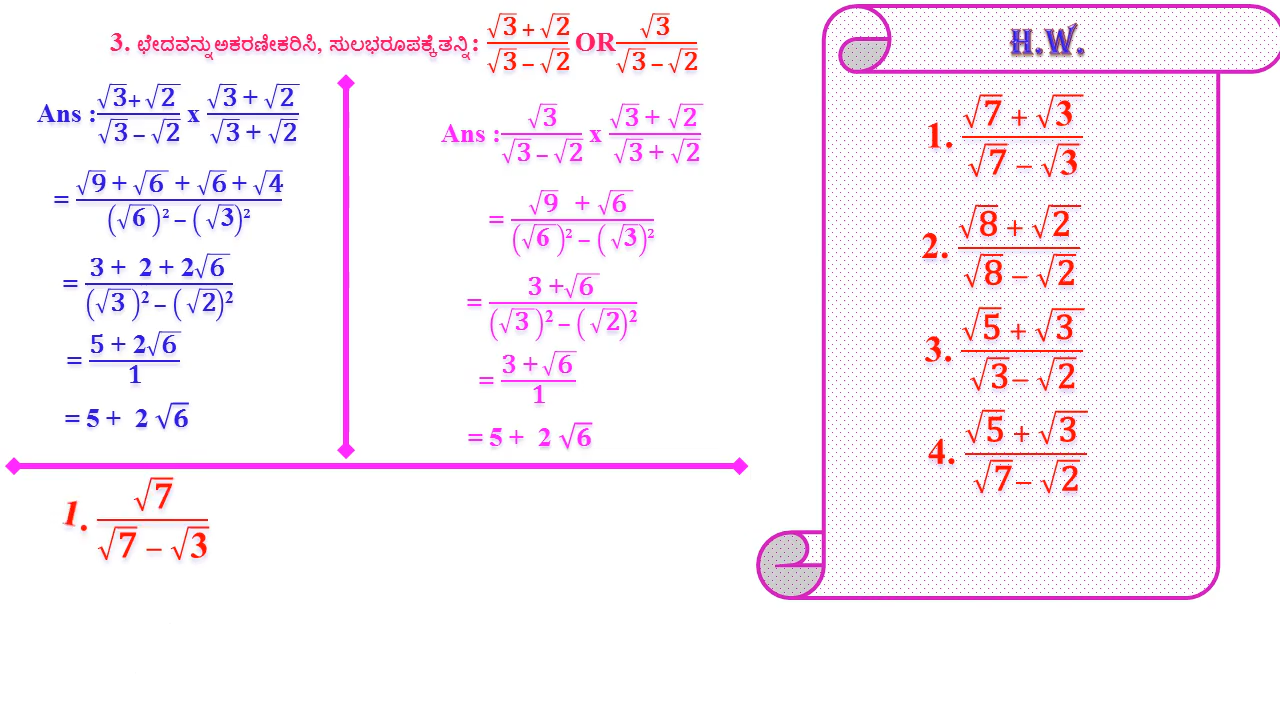 3. ಛೇದವನ್ನು ಅಕರಣೀಕರಿಸಿ, ಸುಲಭರೂಪಕ್ಕೆ ತನ್ನಿ : (√3 + √2)/(√3 – √2) OR √3/(√3 – √2)
Ans : (√3+ √2)/(√3 – √2) x (√3 + √2)/(√3 + √2)
= (√9 + √6 + √6 + √4)/((√6)² – (√3)²)
= (3 + 2 + 2√6)/((√3)² – (√2)²)
= (5 + 2√6)/1
= 5 + 2 √6
Ans : √3/(√3 – √2) x (√3 + √2)/(√3 + √2)
= (√9 + √6)/((√6)² – (√3)²)
= (3 +√6)/((√3)² – (√2)²)
= (3 + √6)/1
= 5 + 2 √6
1. √7/(√7 – √3)
H.W.
1. (√7 + √3)/(√7 – √3)
2. (√8 + √2)/(√8 – √2)
3. (√5 + √3)/(√3 – √2)
4. (√5 + √3)/(√7 – √2)